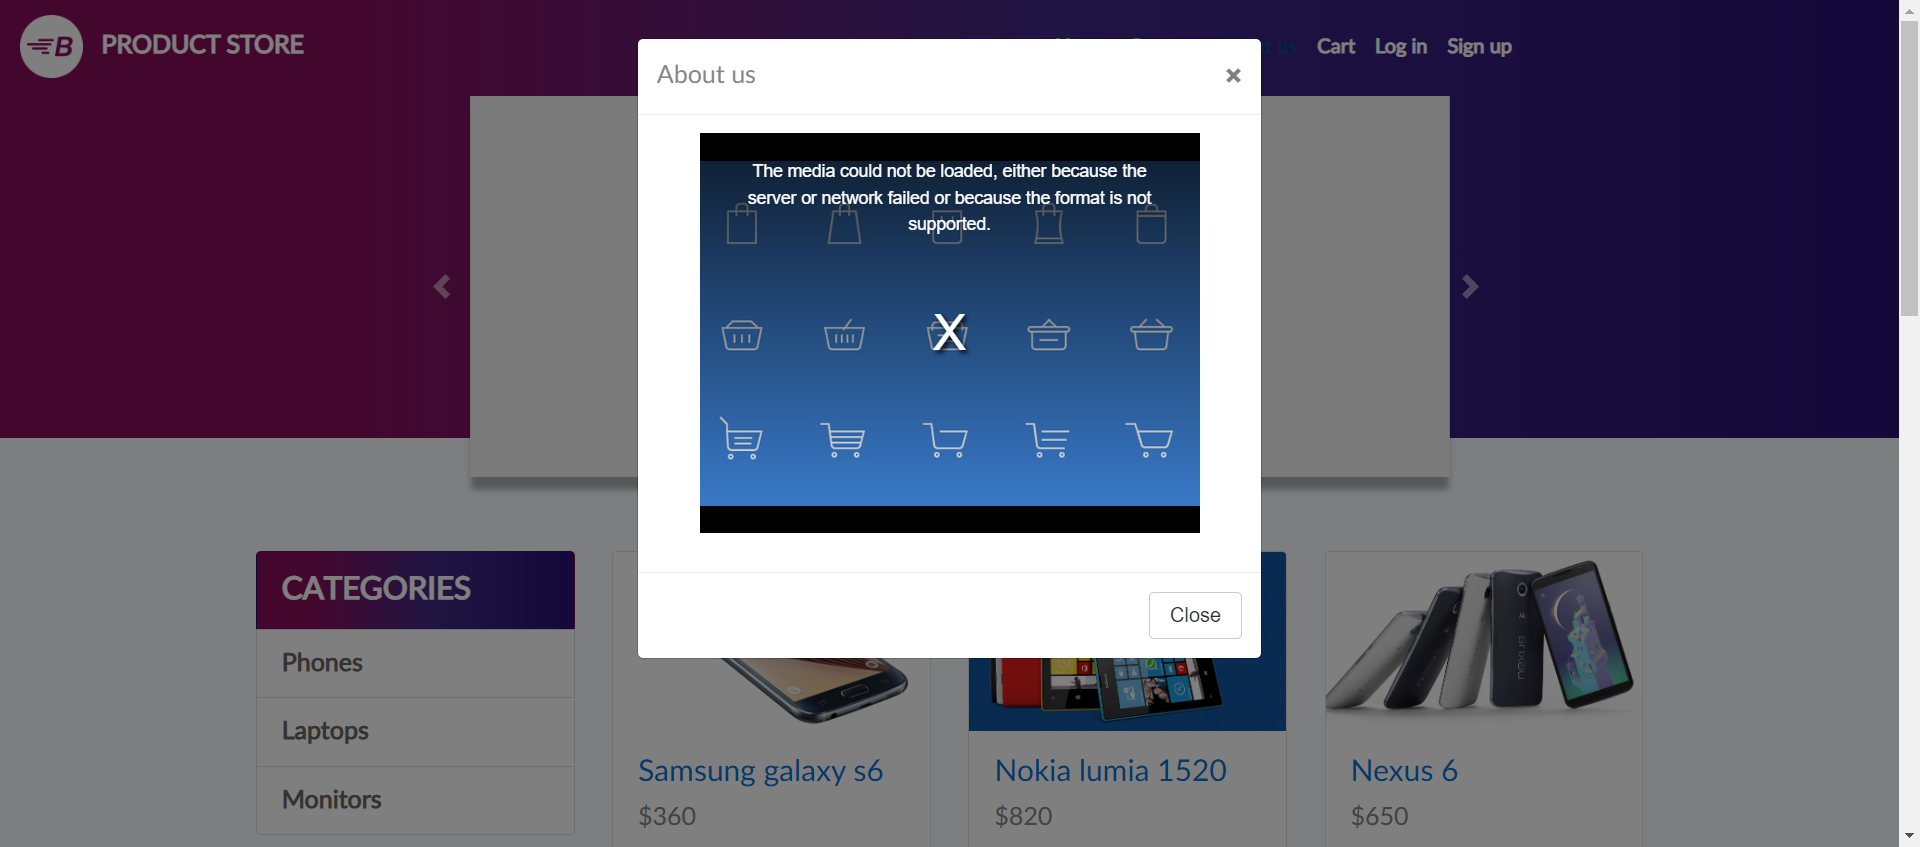 B PRODUCT STORE
Cart Log in Sign up
About us ×
The media could not be loaded, either because the
server or network failed or because the format is not
supported.
X
Close
CATEGORIES
Phones
Laptops
Monitors
Samsung galaxy s6
$360
Nokia lumia 1520
$820
Nexus 6
$650